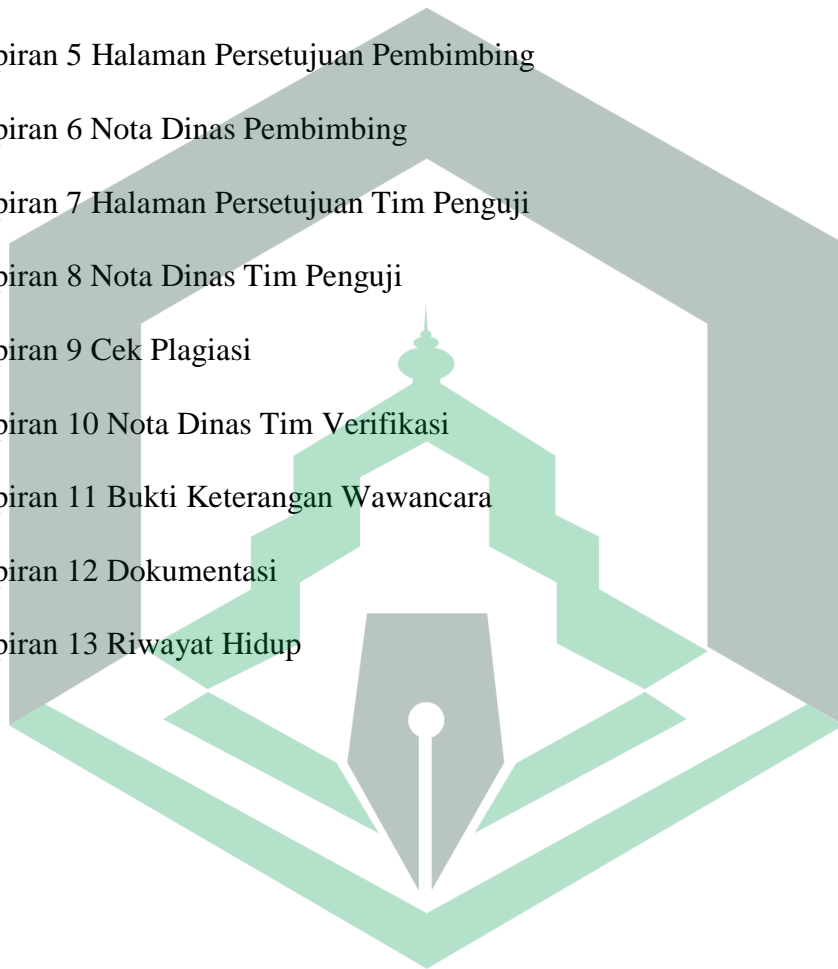 piran 5 Halaman Persetujuan Pembimbing
piran 6 Nota Dinas Pembimbing
piran 7 Halaman Persetujuan Tim Penguji
piran 8 Nota Dinas Tim Penguji
piran 9 Cek Plagiasi
piran 10 Nota Dinas Tim Verifikasi
piran 11 Bukti Keterangan Wawancara
piran 12 Dokumentasi
piran 13 Riwayat Hidup